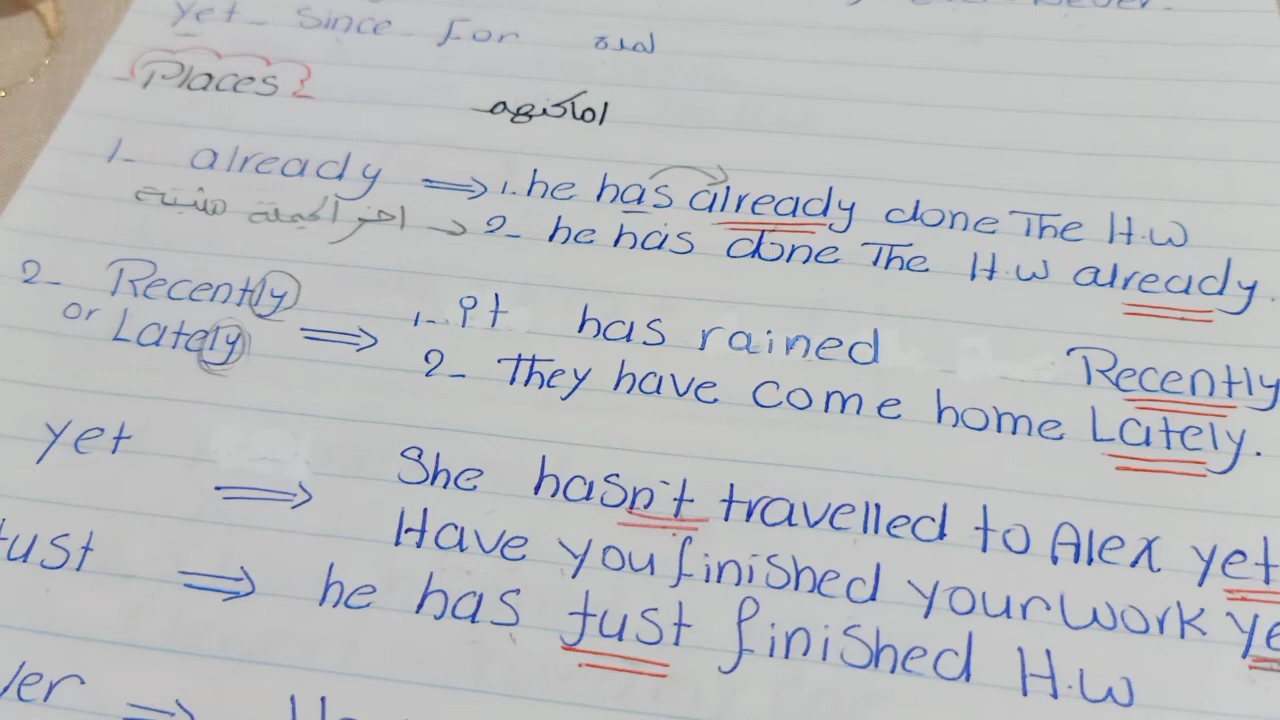 never.
yet - since - for لمدة
Places
اماكنهم
1- already ⇒ 1. he has already done The H.W
اخر الجملة مثبتة 2- he has done The H.W already.
2- Recently ⇒ 1.. It has rained Recently
or Lately 2- They have come home Lately.
yet ⇒ She hasn't travelled to Alex yet
Have you finished your work ye
just ⇒ he has just finished H.W
ver ⇒